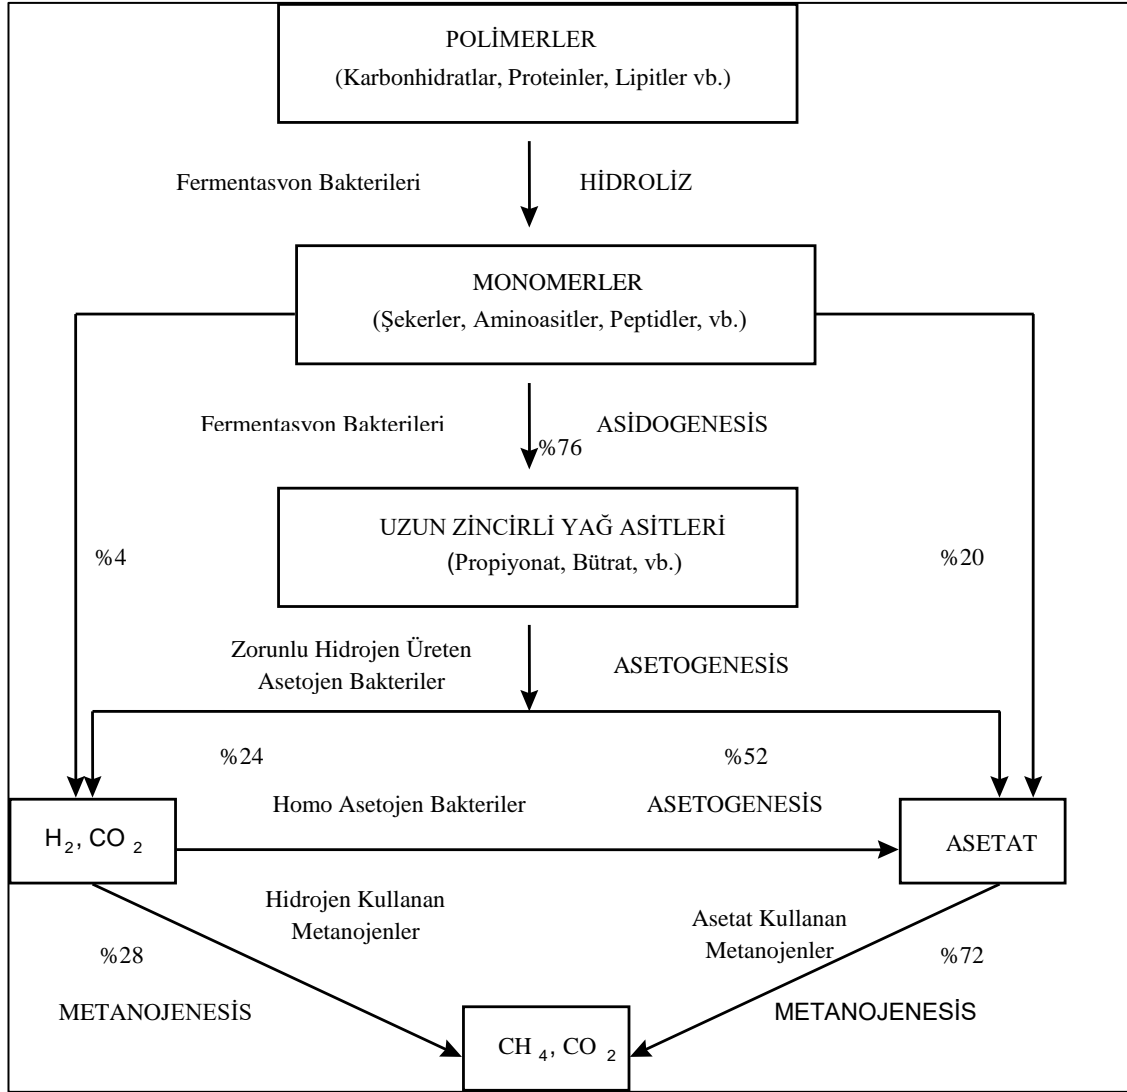 POLİMERLER
(Karbonhidratlar, Proteinler, Lipitler vb.)
Fermentasvon Bakterileri
HİDROLİZ
MONOMERLER
(Şekerler, Aminoasitler, Peptidler, vb.)
Fermentasvon Bakterileri
ASİDOGENESİS
%76
UZUN ZİNCİRLİ YAĞ ASİTLERİ
(Propiyonat, Bütrat, vb.)
%4
%20
Zorunlu Hidrojen Üreten
Asetojen Bakteriler
ASETOGENESİS
%24
%52
Homo Asetojen Bakteriler
ASETOGENESİS
H2, CO2
ASETAT
Hidrojen Kullanan
Metanojenler
Asetat Kullanan
Metanojenler
%28
%72
METANOJENESİS
METANOJENESİS
CH4, CO2